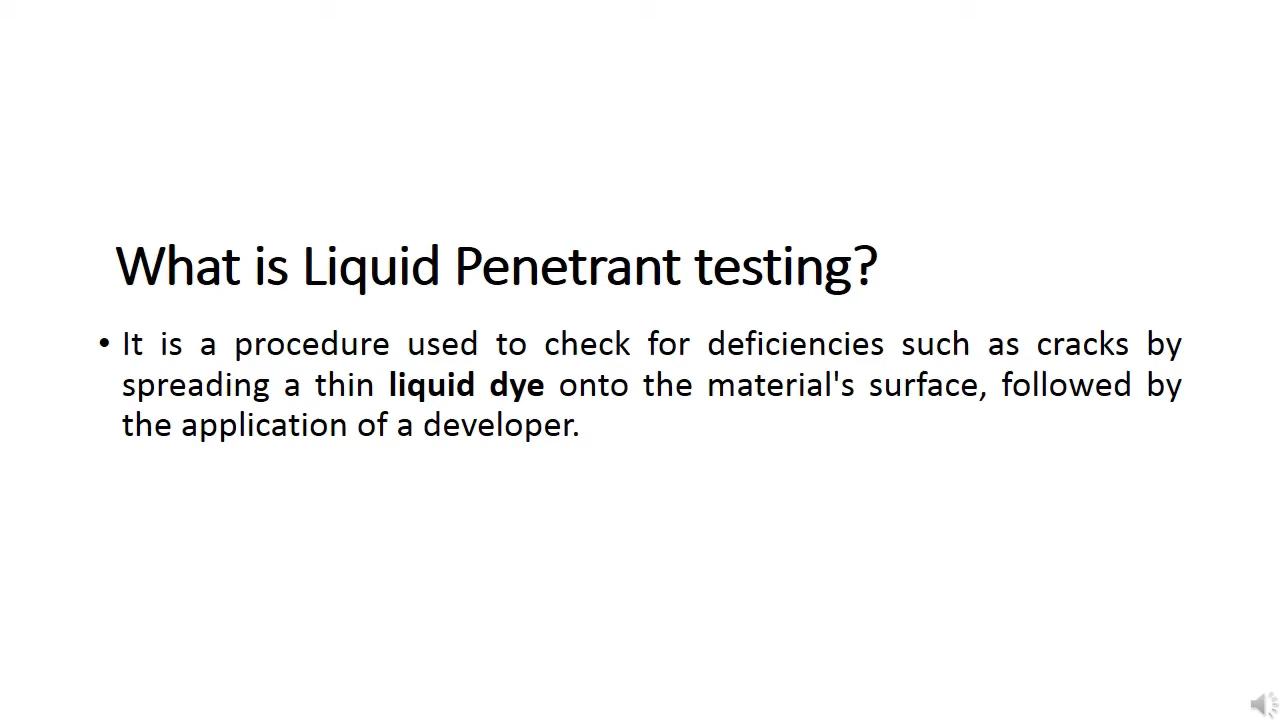 What is Liquid Penetrant testing?
• It is a procedure used to check for deficiencies such as cracks by
spreading a thin liquid dye onto the material's surface, followed by
the application of a developer.